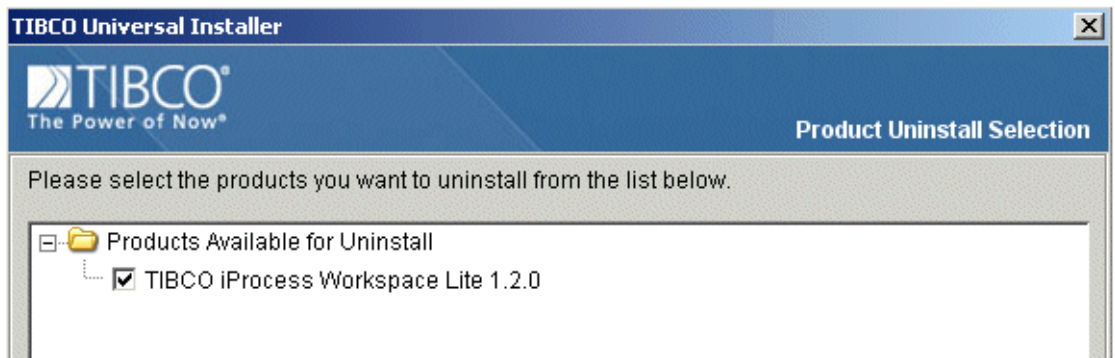 TIBCO Universal Installer
TIBCO®
The Power of Now®
Product Uninstall Selection
Please select the products you want to uninstall from the list below.
Products Available for Uninstall
TIBCO iProcess Workspace Lite 1.2.0